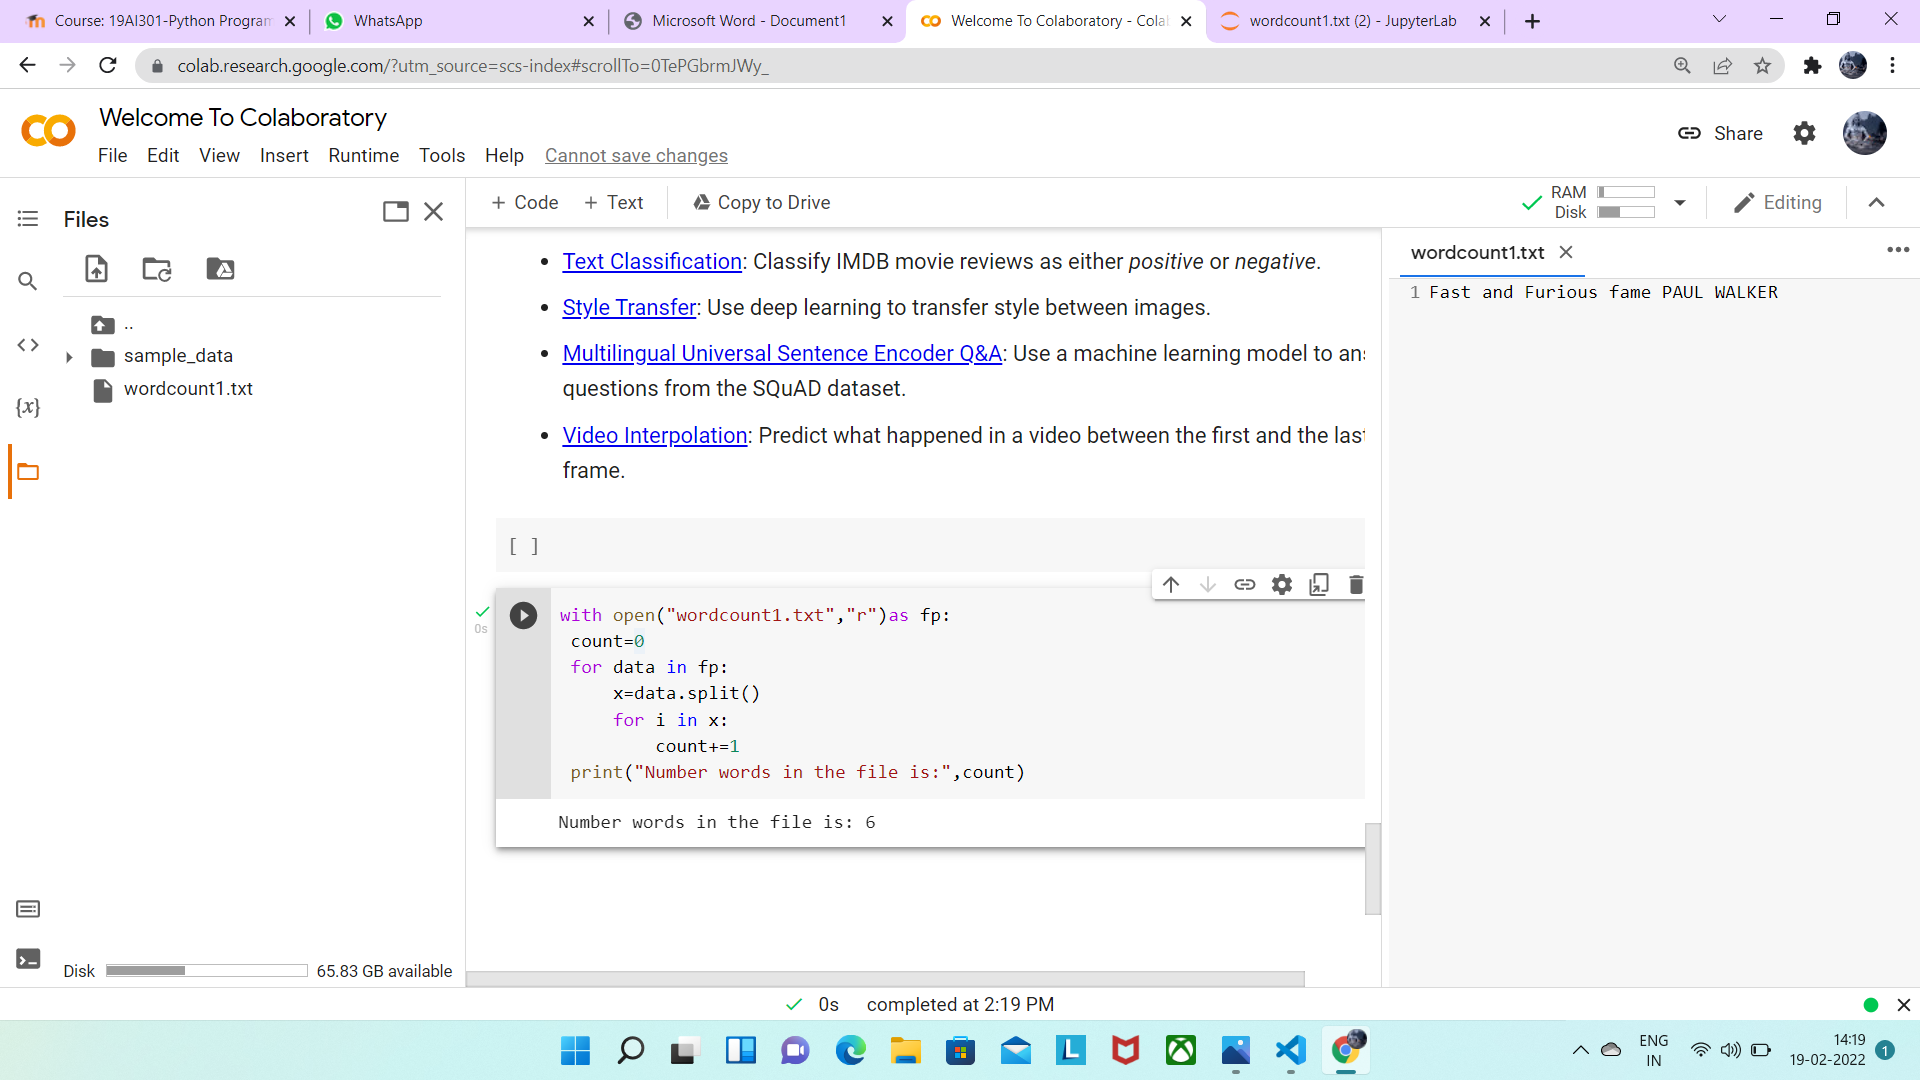 Course: 19AI301-Python Program
WhatsApp
Microsoft Word - Document1
Welcome To Colaboratory - Cola
wordcount1.txt (2) - JupyterLab
colab.research.google.com/?utm_source=scs-index#scrollTo=0TePGbrmJWy_
Welcome To Colaboratory
File Edit View Insert Runtime Tools Help Cannot save changes
Share
Files
+ Code + Text Copy to Drive
RAM
Disk
Editing
..
sample_data
wordcount1.txt
{x}
Disk 65.83 GB available
• Text Classification: Classify IMDB movie reviews as either positive or negative.
• Style Transfer: Use deep learning to transfer style between images.
• Multilingual Universal Sentence Encoder Q&A: Use a machine learning model to
questions from the SQuAD dataset.
• Video Interpolation: Predict what happened in a video between the first and the last
frame.
[ ]
0s
with open("wordcount1.txt","r")as fp:
count=0
for data in fp:
x=data.split()
for i in x:
count+=1
print("Number words in the file is:",count)
Number words in the file is: 6
wordcount1.txt
1 Fast and Furious fame PAUL WALKER
0s completed at 2:19 PM
ENG
IN
14:19
19-02-2022
1